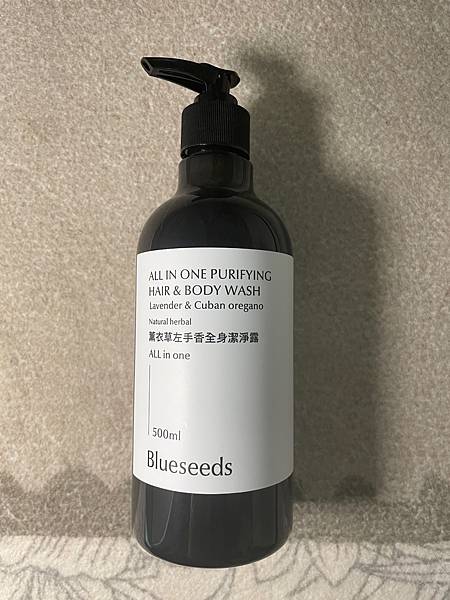 ALL IN ONE PURIFYING
HAIR & BODY WASH
Lavender & Cuban oregano
Natural herbal
薰衣草左手香全身潔淨露
ALL in one
500ml
Blueseeds